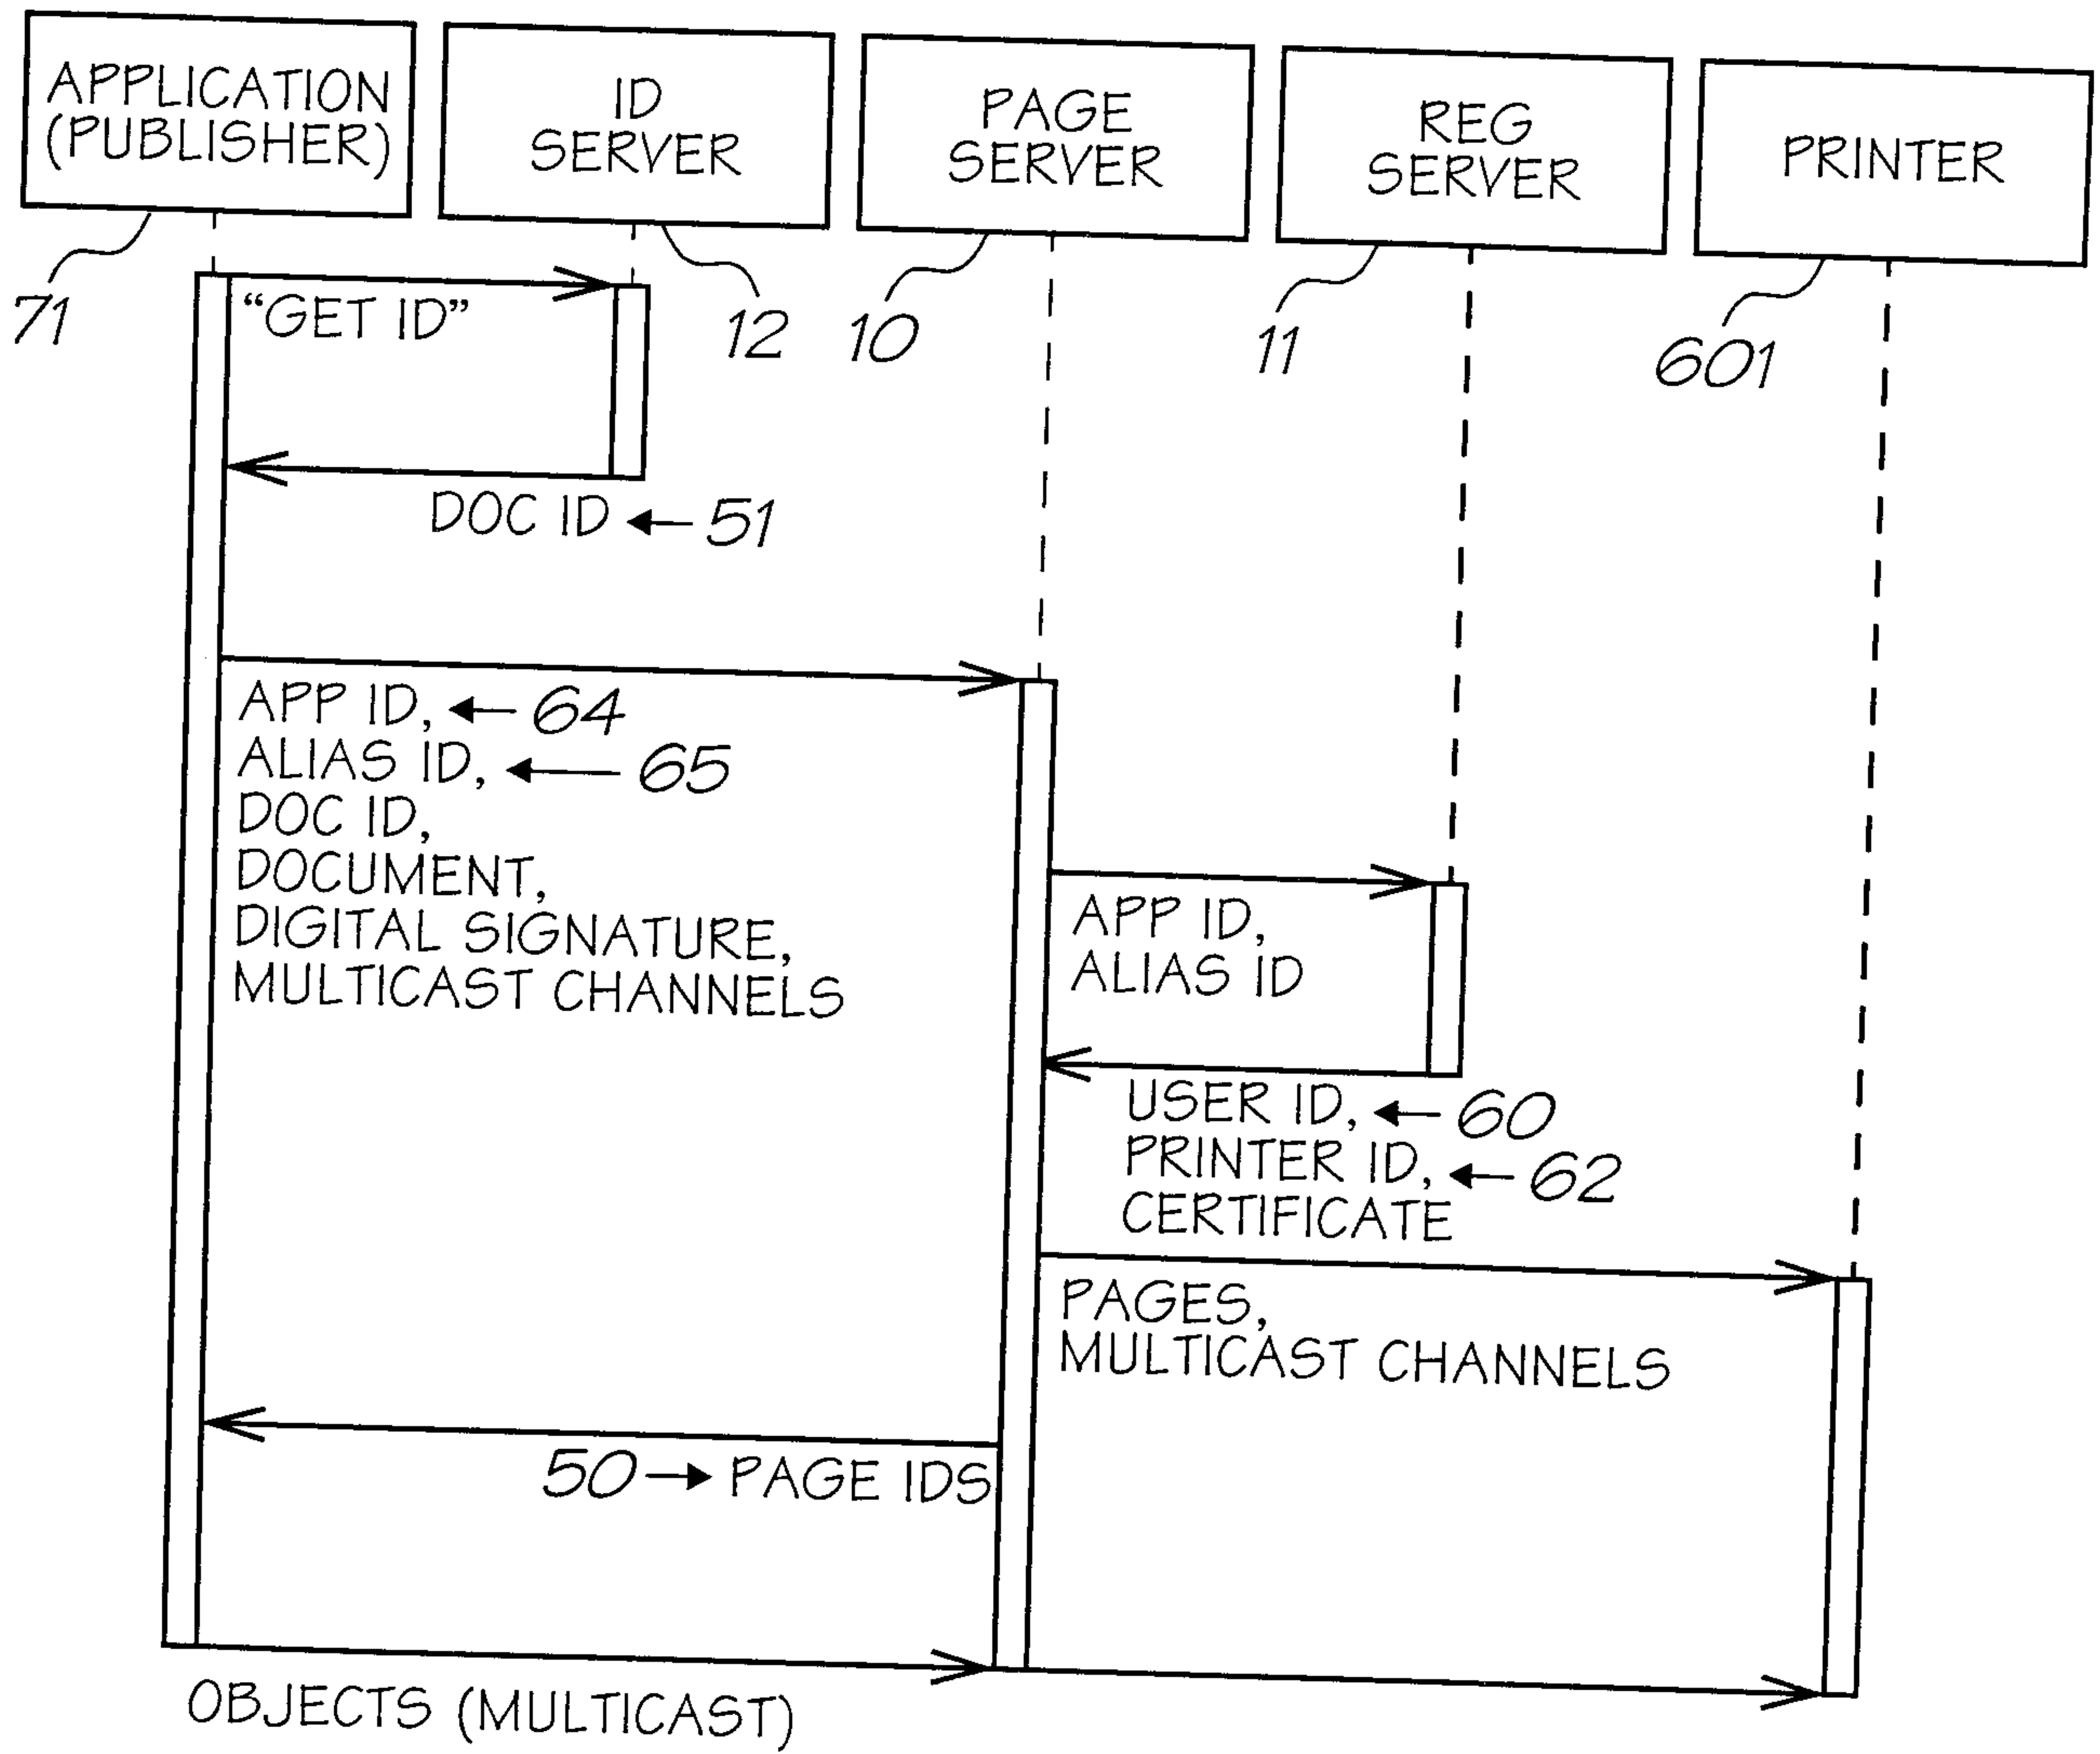 APPLICATION
(PUBLISHER)
ID
SERVER
PAGE
SERVER
REG
SERVER
PRINTER
71
12
10
11
601
“GET ID”
DOC ID 51
APP ID, 64
ALIAS ID, 65
DOC ID,
DOCUMENT,
DIGITAL SIGNATURE,
MULTICAST CHANNELS
APP ID,
ALIAS ID
USER ID, 60
PRINTER ID, 62
CERTIFICATE
PAGES,
MULTICAST CHANNELS
50 PAGE IDS
OBJECTS (MULTICAST)